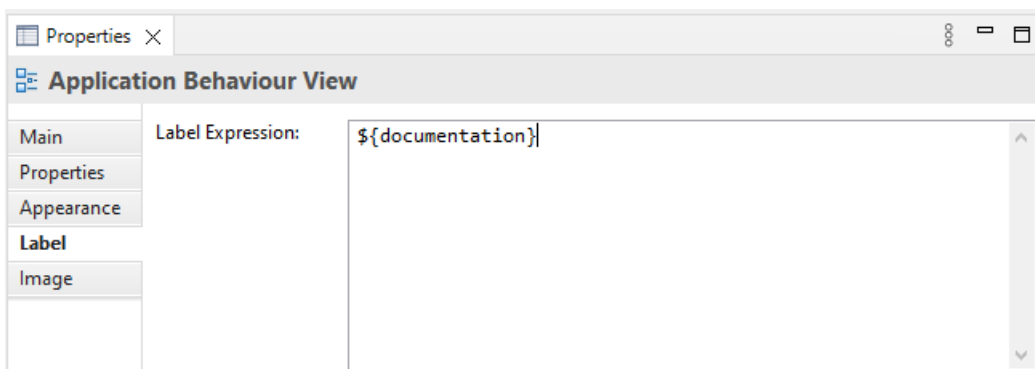 Properties
Application Behaviour View
Main
Label Expression:
${documentation}
Properties
Appearance
Label
Image